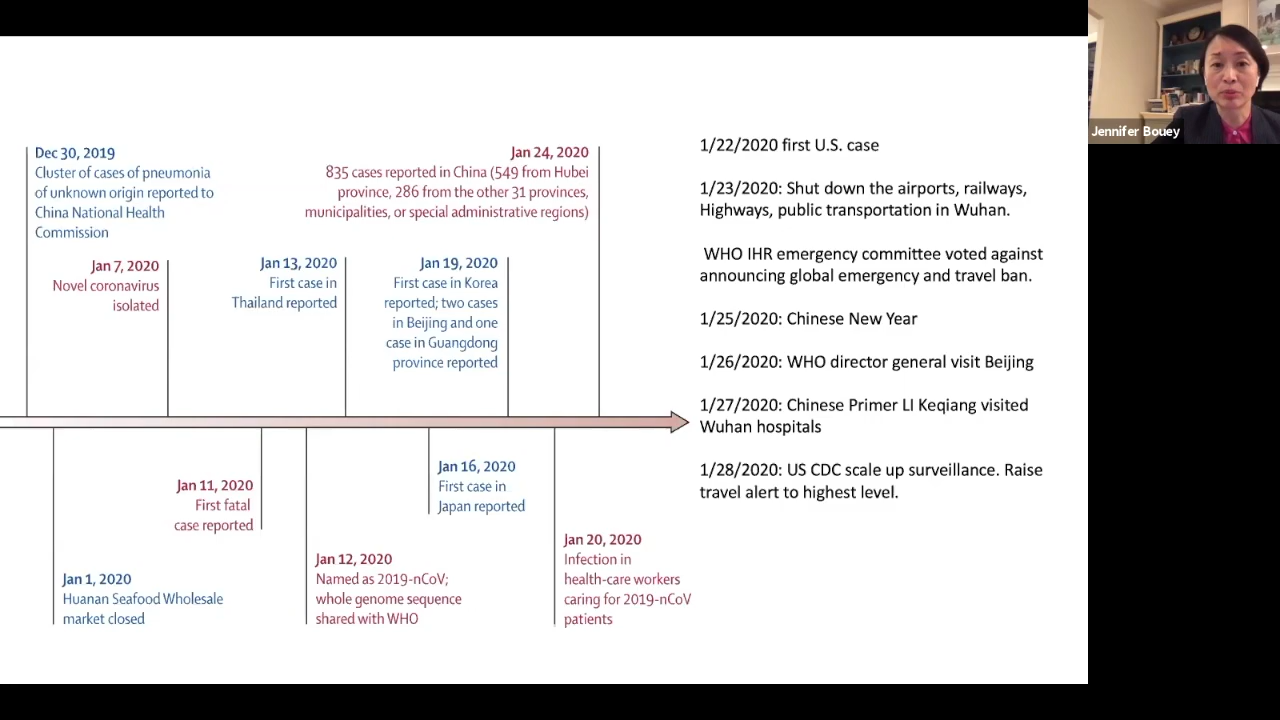 Dec 30, 2019
Cluster of cases of pneumonia
of unknown origin reported to
China National Health
Commission
Jan 24, 2020
835 cases reported in China (549 from Hubei
province, 286 from the other 31 provinces,
municipalities, or special administrative regions)
Jan 7, 2020
Novel coronavirus
isolated
Jan 13, 2020
First case in
Thailand reported
Jan 19, 2020
First case in Korea
reported; two cases
in Beijing and one
case in Guangdong
province reported
Jan 11, 2020
First fatal
case reported
Jan 16, 2020
First case in
Japan reported
Jan 1, 2020
Huanan Seafood Wholesale
market closed
Jan 12, 2020
Named as 2019-nCoV;
whole genome sequence
shared with WHO
Jan 20, 2020
Infection in
health-care workers
caring for 2019-nCoV
patients
1/22/2020 first U.S. case
1/23/2020: Shut down the airports, railways,
Highways, public transportation in Wuhan.
WHO IHR emergency committee voted against
announcing global emergency and travel ban.
1/25/2020: Chinese New Year
1/26/2020: WHO director general visit Beijing
1/27/2020: Chinese Primer LI Keqiang visited
Wuhan hospitals
1/28/2020: US CDC scale up surveillance. Raise
travel alert to highest level.
Jennifer Bouey